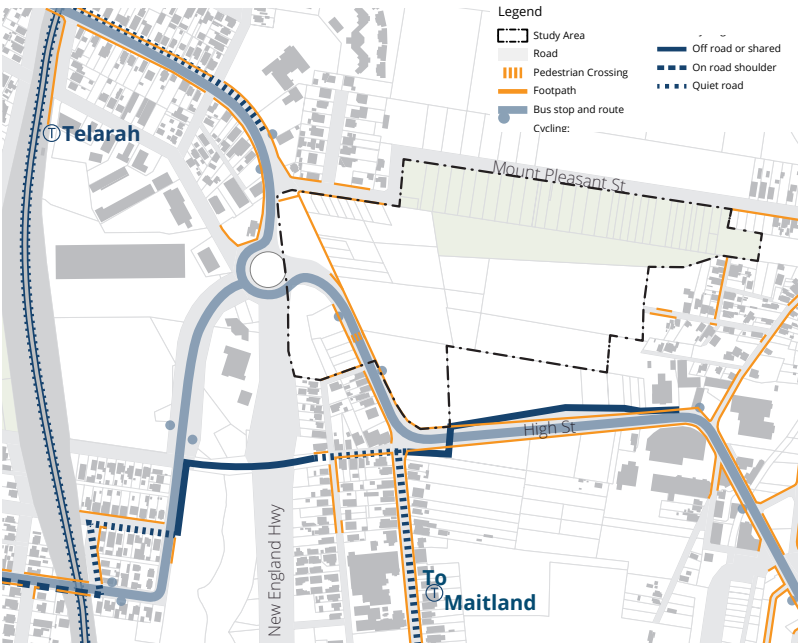 Legend
Study Area
Road
Pedestrian Crossing
Footpath
Bus stop and route
Cycling:
Off road or shared
On road shoulder
Quiet road
T Telarah
Mount Pleasant St
High St
New England Hwy
To
T Maitland